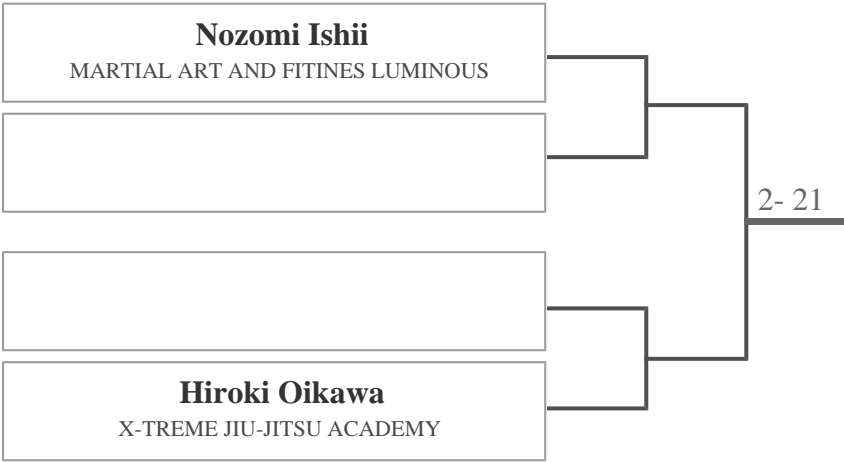 Nozomi Ishii
MARTIAL ART AND FITINES LUMINOUS
2- 21
Hiroki Oikawa
X-TREME JIU-JITSU ACADEMY